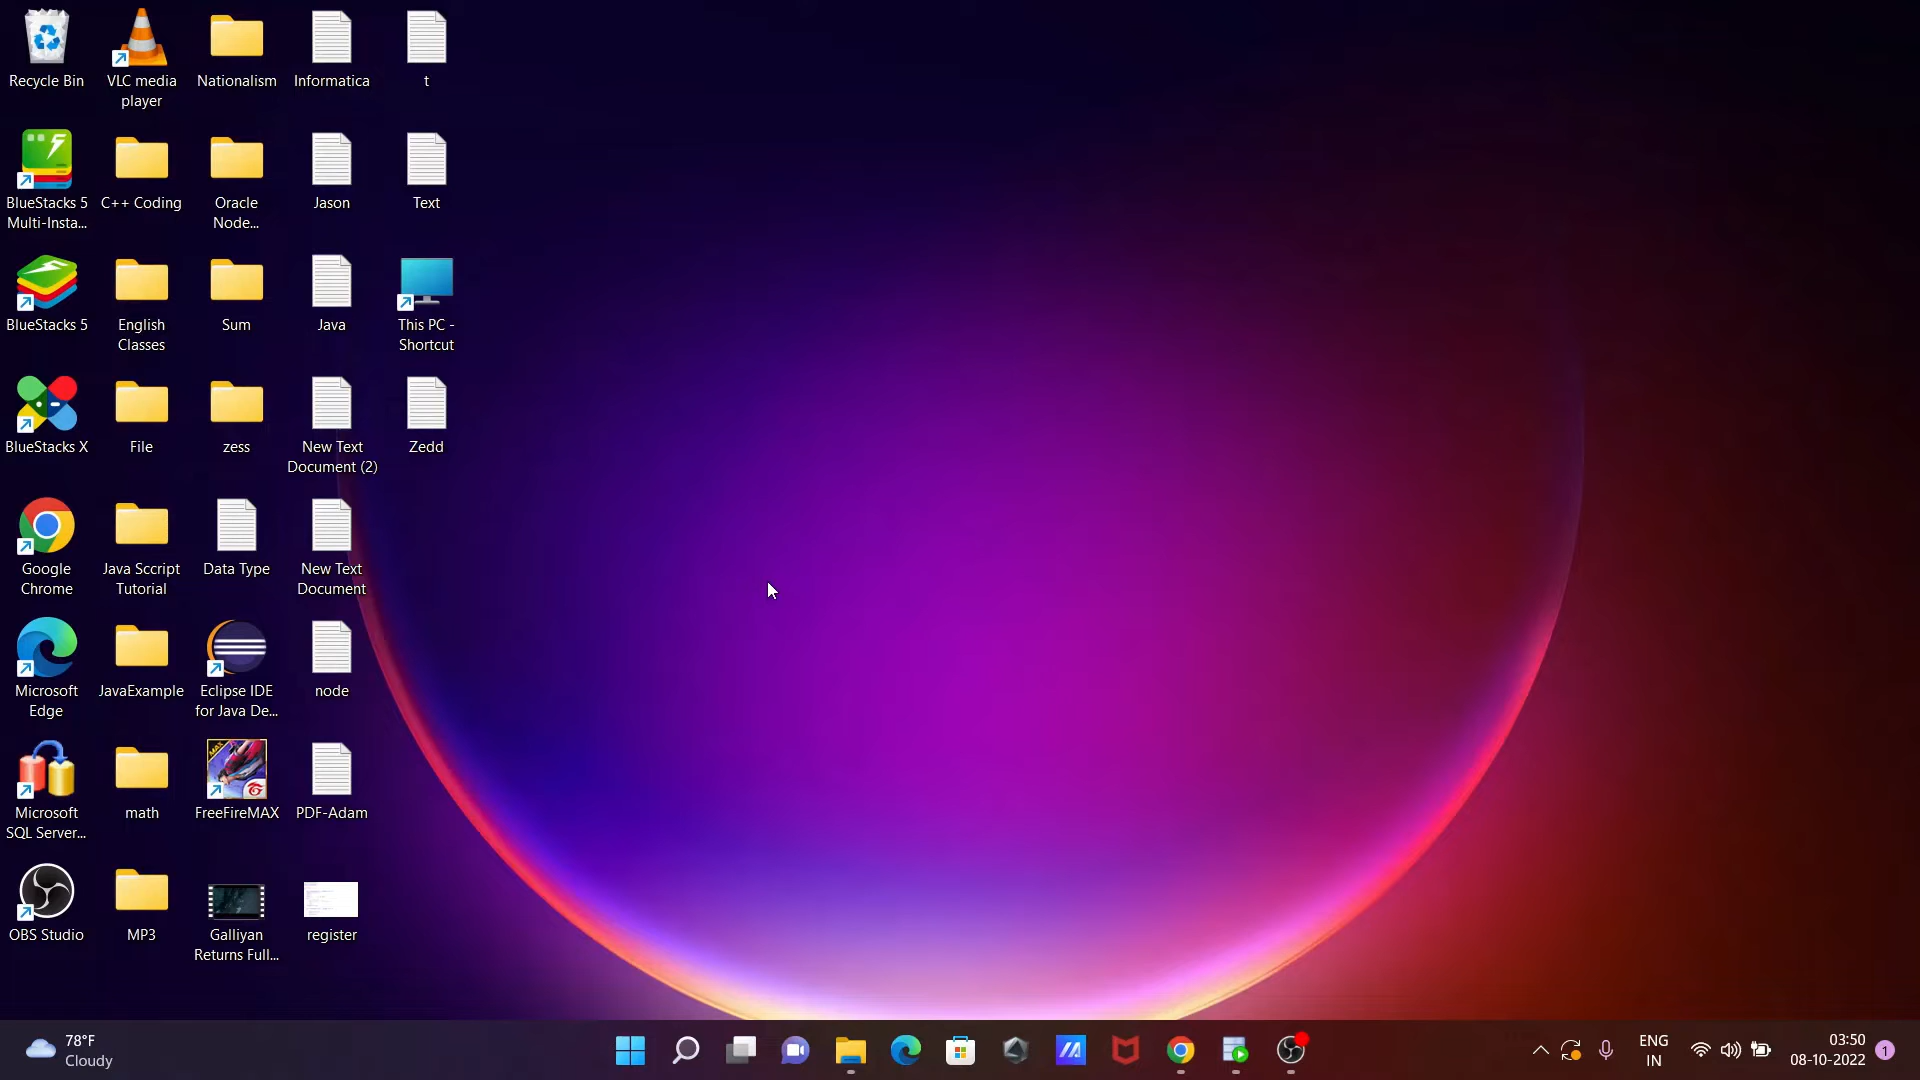 Recycle Bin
VLC media
player
Nationalism
Informatica
t
BlueStacks 5
Multi-Insta...
C++ Coding
Oracle
Node...
Jason
Text
BlueStacks 5
English
Classes
Sum
Java
This PC -
Shortcut
BlueStacks X
File
zess
New Text
Document (2)
Zedd
Google
Chrome
Java Sccript
Tutorial
Data Type
New Text
Document
Microsoft
Edge
JavaExample
Eclipse IDE
for Java De...
node
Microsoft
SQL Server...
math
MAX
FreeFireMAX
PDF-Adam
OBS Studio
MP3
Galliyan
Returns Full...
register
78°F
Cloudy
ENG
IN
03:50
08-10-2022
1